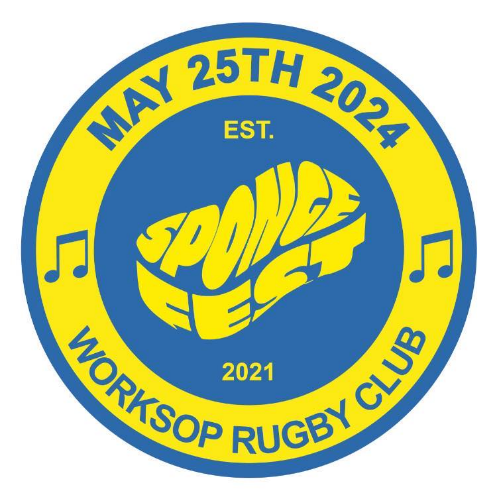 MAY 25TH 2024
EST.
SPONGE
FEST
2021
WORKSOP RUGBY CLUB